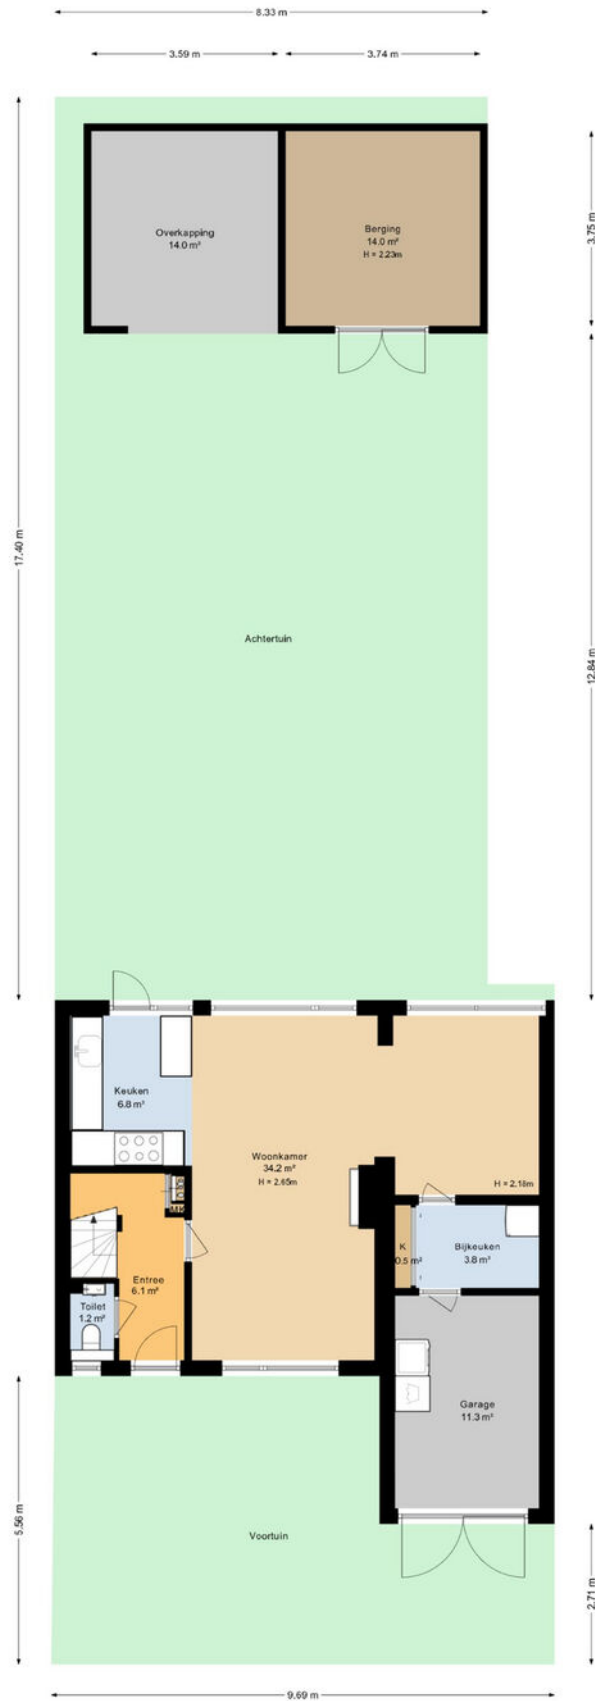 8.33 m
3.59 m
3.74 m
Overkapping
14.0 m²
Berging
14.0 m²
H = 2.23m
3.75 m
17.40 m
12.84 m
Achtertuin
Keuken
6.8 m²
Woonkamer
34.2 m²
H = 2.65m
H = 2.18m
MK
K
0.5 m²
Bijkeuken
3.8 m²
Entree
6.1 m²
Toilet
1.2 m²
Garage
11.3 m²
5.56 m
Voortuin
2.71 m
9.69 m